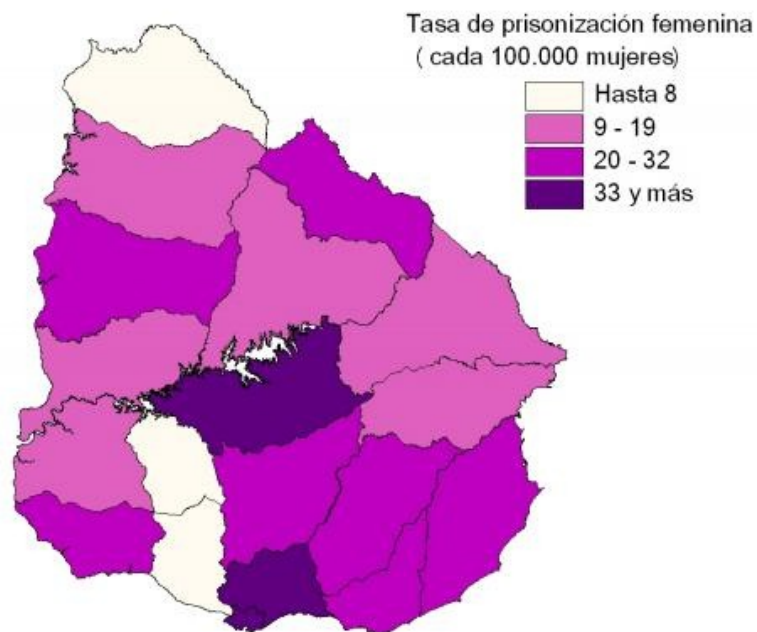 Tasa de prisonización femenina
( cada 100.000 mujeres)
Hasta 8
9 - 19
20 - 32
33 y más